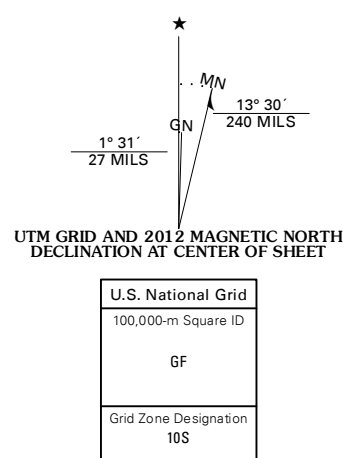 ★
MN
GN
13° 30´
240 MILS
1° 31´
27 MILS
UTM GRID AND 2012 MAGNETIC NORTH
DECLINATION AT CENTER OF SHEET
U.S. National Grid
100,000-m Square ID
GF
Grid Zone Designation
10S